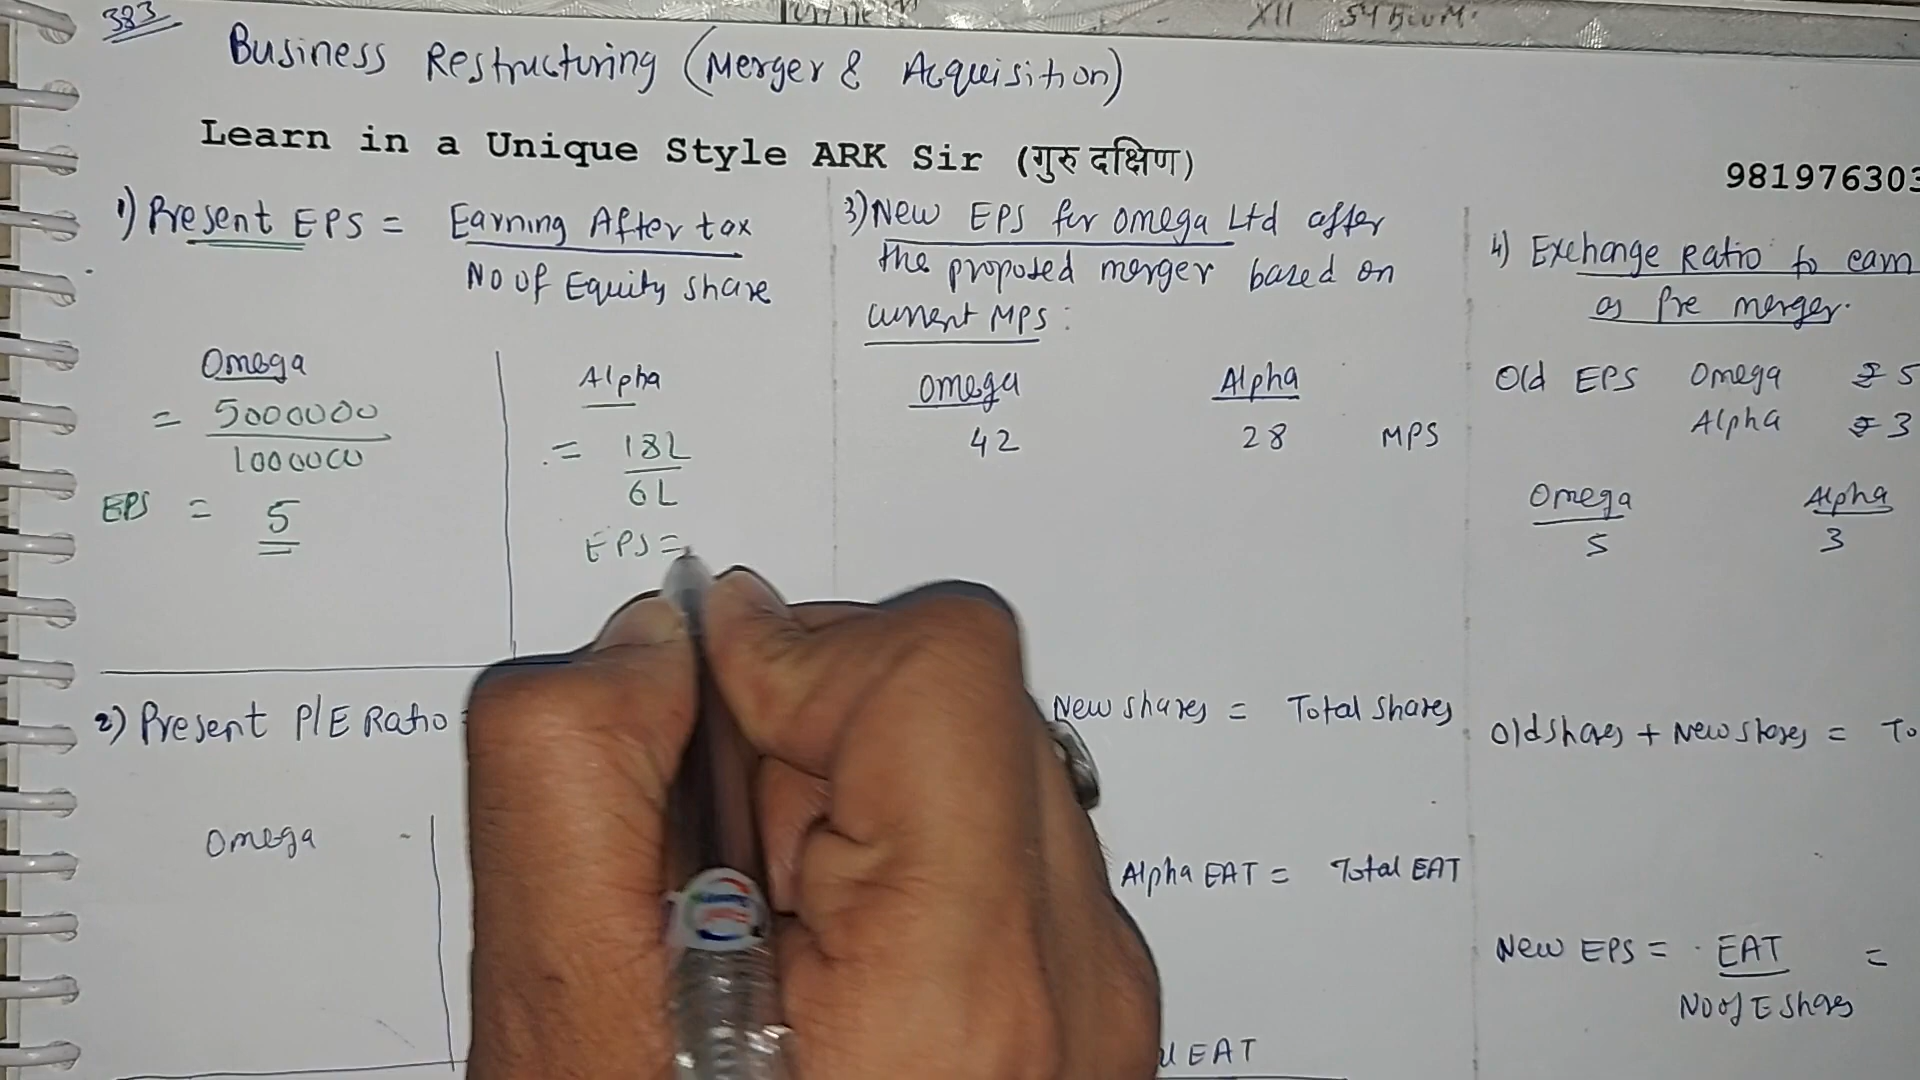 383
Business Restructuring (Merger & Acquisition)
Learn in a Unique Style ARK Sir (गुरु दक्षिण)
981976303
1) Present EPS = Earning After tax
No of Equity share
Omega
= 5000000
1000000
EPS = 5
Alpha
= 18L
6L
EPS =
2) Present P/E Ratio
Omega
3) New EPS for omega Ltd after
the proposed merger based on
current MPS:
Omega Alpha
42 28 MPS
New shares = Total shares
Alpha EAT = Total EAT
EAT
4) Exchange Ratio to earn
as Pre merger.
Old EPS Omega ₹ 5
Alpha ₹ 3
Omega Alpha
5 3
Old shares + New shares = To
New EPS = EAT =
No of E Shares